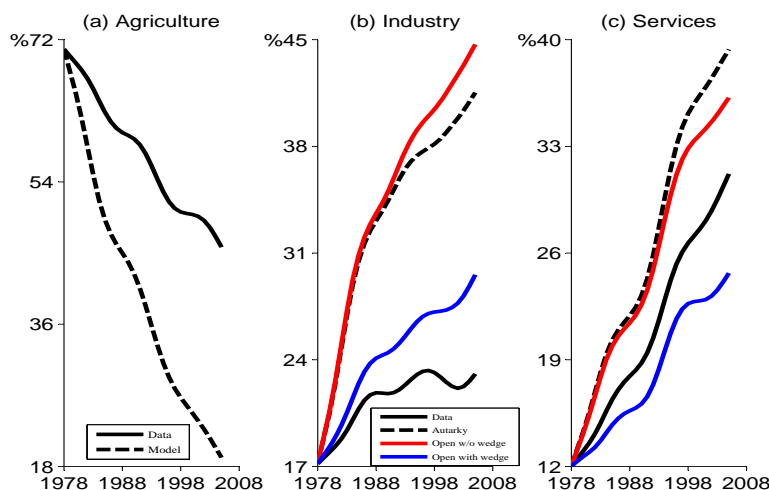 (a) Agriculture
%72
54
36
18
1978 1988 1998 2008
Data
Model
(b) Industry
%45
38
31
24
17
1978 1988 1998 2008
Data
Autarky
Open w/o wedge
Open with wedge
(c) Services
%40
33
26
19
12
1978 1988 1998 2008